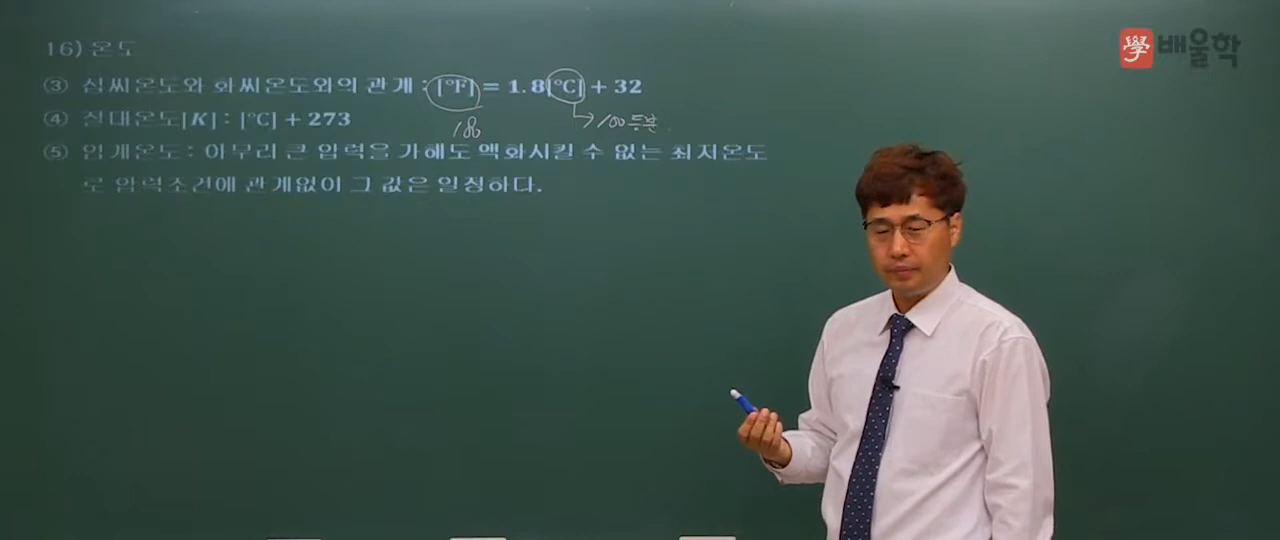 學 배울학
16) 온도
③ 섭씨온도와 화씨온도와의 관계 : [°F] = 1.8[°C] + 32
④ 절대온도[K] : [°C] + 273
180
→ 100등분
⑤ 임계온도 : 아무리 큰 압력을 가해도 액화시킬 수 없는 최저온도
로 압력조건에 관계없이 그 값은 일정하다.